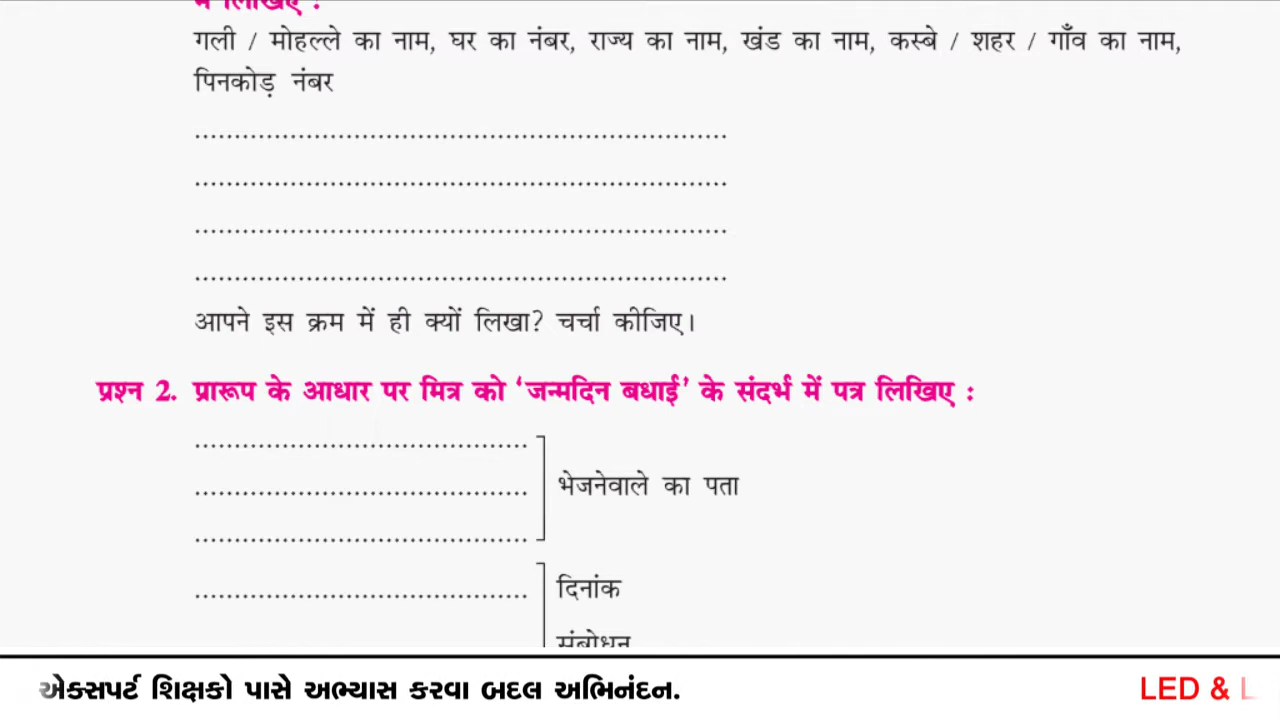 में लिखिए :
गली / मोहल्ले का नाम, घर का नंबर, राज्य का नाम, खंड का नाम, कस्बे / शहर / गाँव का नाम,
पिनकोड़ नंबर
........................................................................
........................................................................
........................................................................
........................................................................
आपने इस क्रम में ही क्यों लिखा? चर्चा कीजिए।
प्रश्न 2. प्रारूप के आधार पर मित्र को ‘जन्मदिन बधाई’ के संदर्भ में पत्र लिखिए :
.............................................
............................................. भेजनेवाले का पता
.............................................
............................................. दिनांक
संबोधन
એક્સપર્ટ શિક્ષકો પાસે અભ્યાસ કરવા બદલ અભિનંદન. LED & L